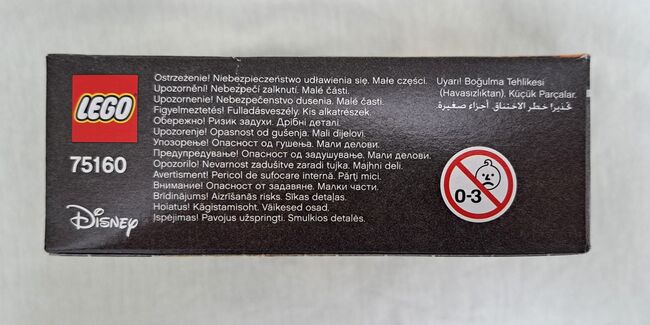 LEGO
75160
Disney
Ostrzeżenie! Niebezpieczeństwo udławienia się. Małe części.
Upozornění! Nebezpečí zalknutí. Malé části.
Upozornenie! Nebezpečenstvo dusenia. Malé časti.
Figyelmeztetés! Fulladásveszély. Kis alkatrészek.
Обережно! Ризик задухи. Дрібні деталі.
Upozorenje! Opasnost od gušenja. Mali dijelovi.
Упозорење! Опасност од гушења. Мали делови.
Предупредување! Опасност од задушување. Мали делови.
Opozorilo! Nevarnost zadušitve zaradi tujka. Majhni deli.
Avertisment! Pericol de sufocare internă. Părți mici.
Внимание! Опасност от задавяне. Малки части.
Brīdinājums! Aizrīšanās risks. Sīkas detaļas.
Hoiatus! Kägistamisoht. Väikesed osad.
Įspėjimas! Pavojus užspringti. Smulkios detalės.
Uyarı! Boğulma Tehlikesi
(Havasızlıktan). Küçük Parçalar.
تحذير! خطر الاختناق. أجزاء صغيرة.
0-3